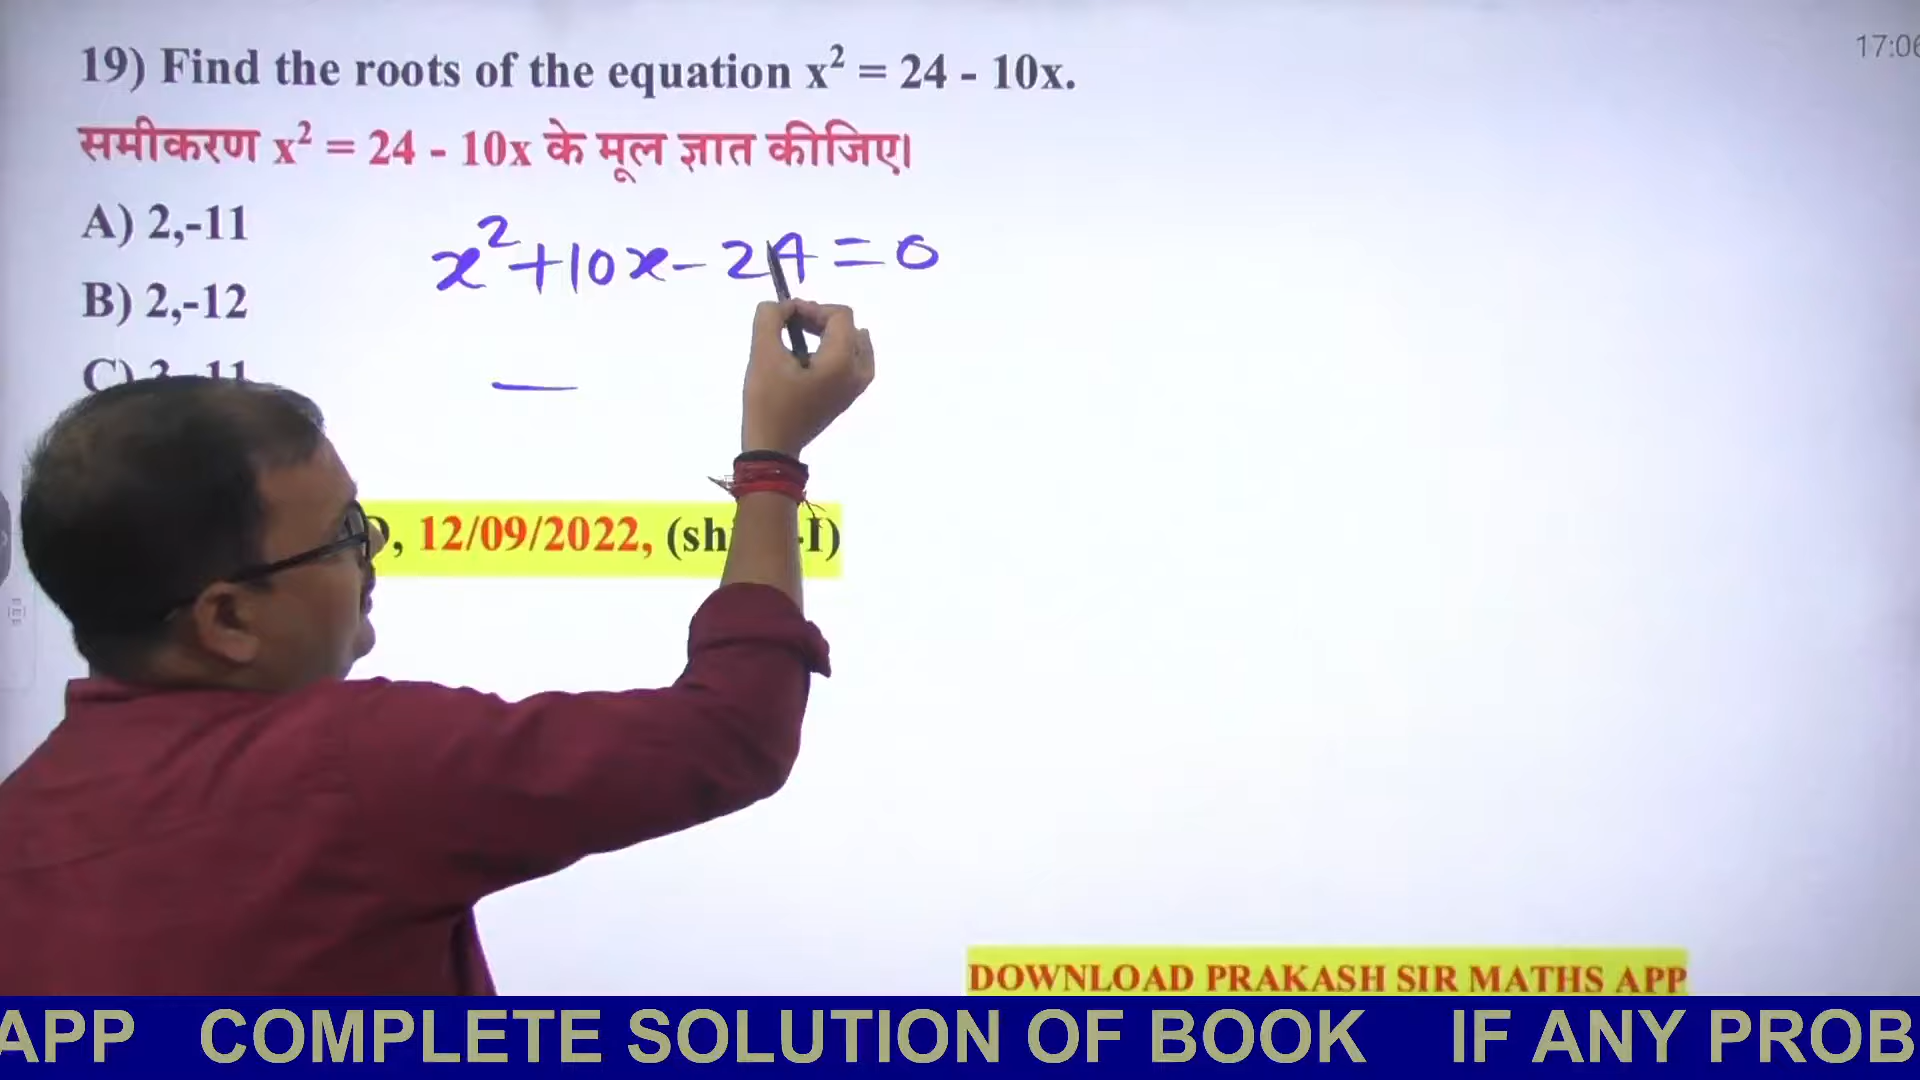 17:06
19) Find the roots of the equation x² = 24 - 10x.
समीकरण x² = 24 - 10x के मूल ज्ञात कीजिए।
A) 2,-11
x²+10x-24=0
B) 2,-12
12/09/2022,
DOWNLOAD PRAKASH SIR MATHS APP
APP COMPLETE SOLUTION OF BOOK IF ANY PROB